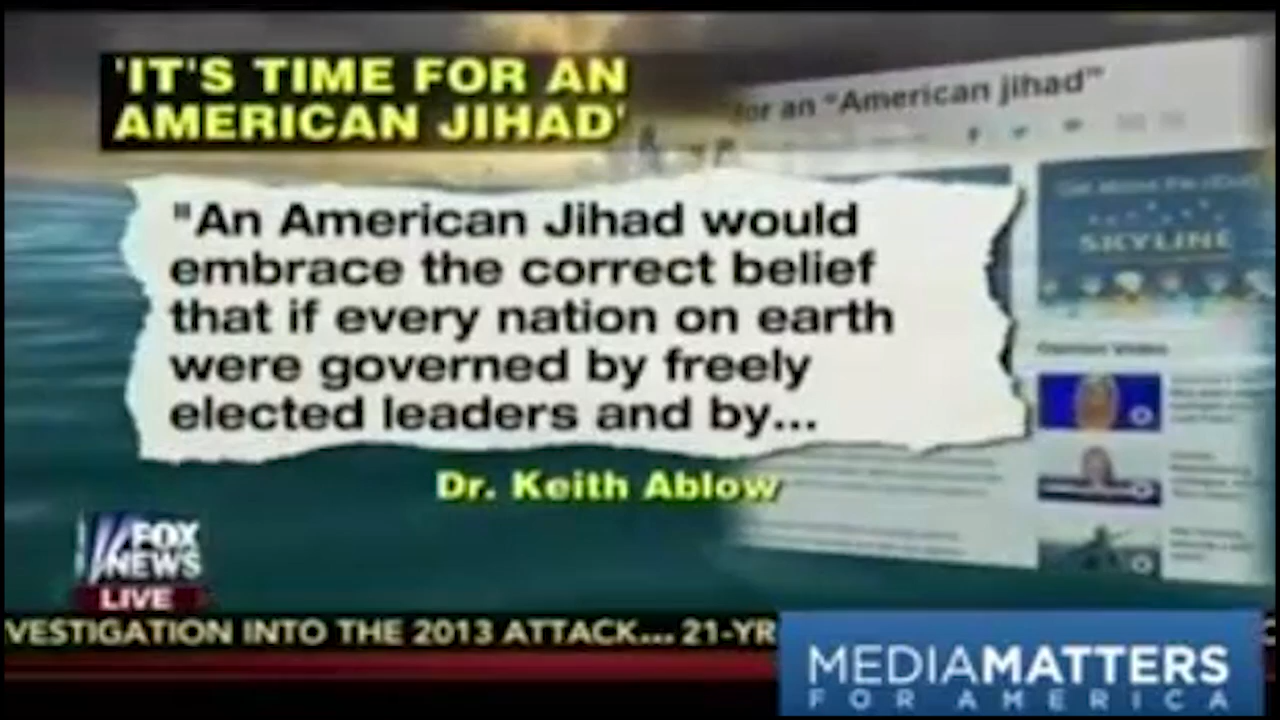 'IT'S TIME FOR AN
AMERICAN JIHAD'
for an "American jihad"
"An American Jihad would
embrace the correct belief
that if every nation on earth
were governed by freely
elected leaders and by...
Dr. Keith Ablow
SKYLINE
FOX
NEWS
LIVE
VESTIGATION INTO THE 2013 ATTACK... 21-YR
MEDIAMATTERS
FOR AMERICA